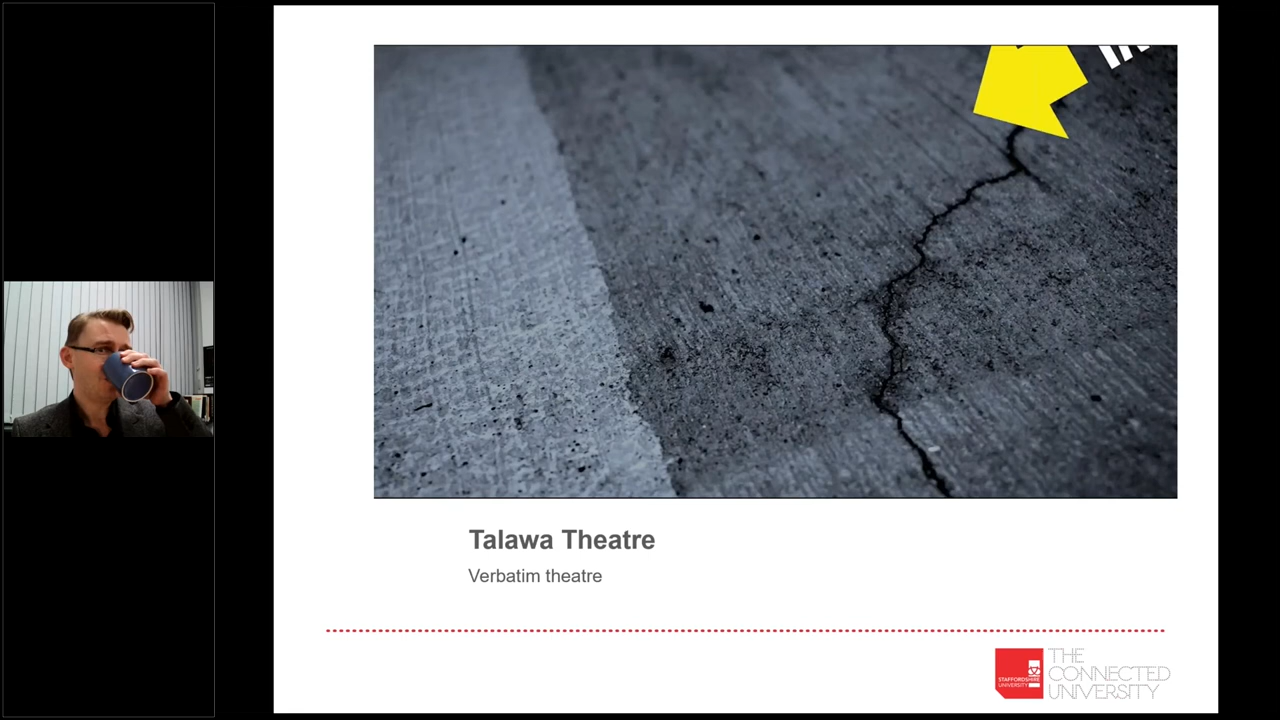 Talawa Theatre
Verbatim theatre
STAFFORDSHIRE
UNIVERSITY
THE
CONNECTED
UNIVERSITY